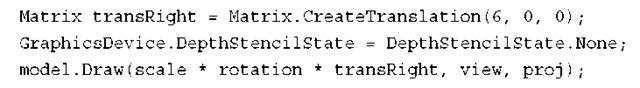 Matrix transRight = Matrix.CreateTranslation(6, 0, 0);
GraphicsDevice.DepthStencilState = DepthStencilState.None;
model.Draw(scale * rotation * transRight, view, proj);